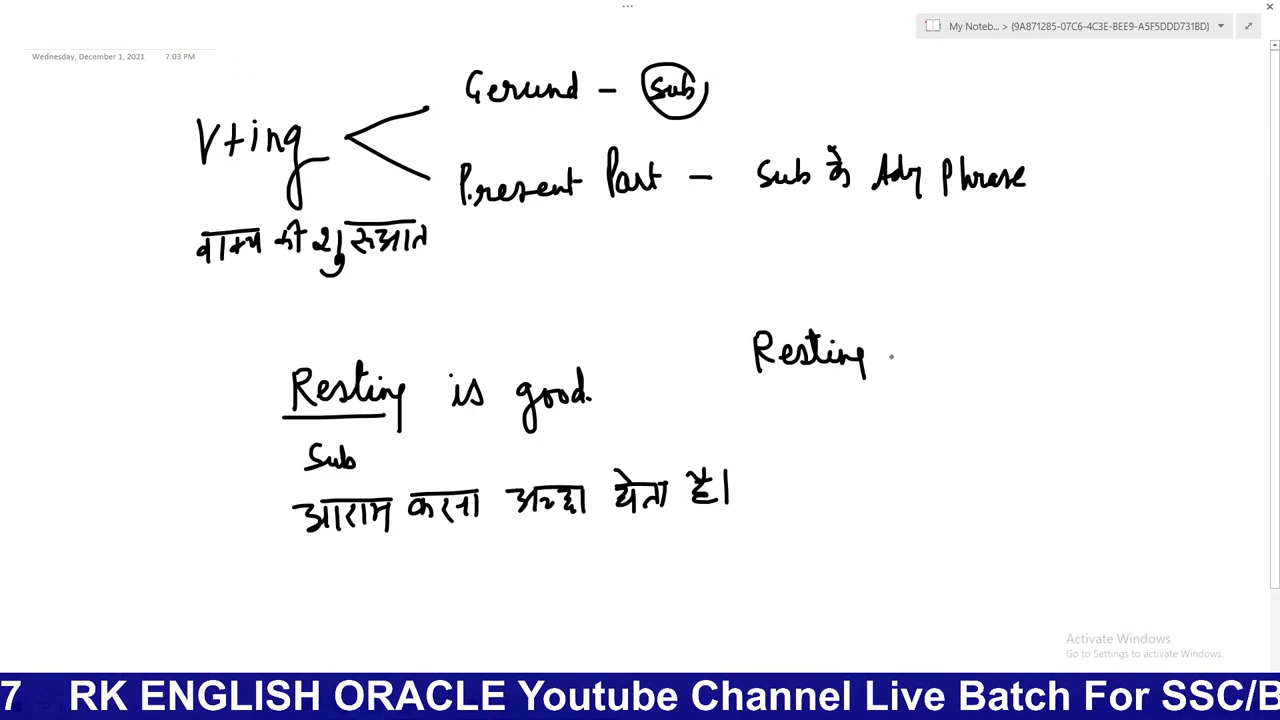 My Noteb... > {9A871285-07C6-4C3E-BEE9-A5F5DDD731BD}
Wednesday, December 1, 2021 7:03 PM
Gerund - Sub
V+ing
Present Part - Sub के Adj Phrase
वाक्य की शुरुआत
Resting
Resting is good.
Sub
आराम करना अच्छा होता है।
Activate Windows
Go to Settings to activate Windows.
7 RK ENGLISH ORACLE Youtube Channel Live Batch For SSC/B